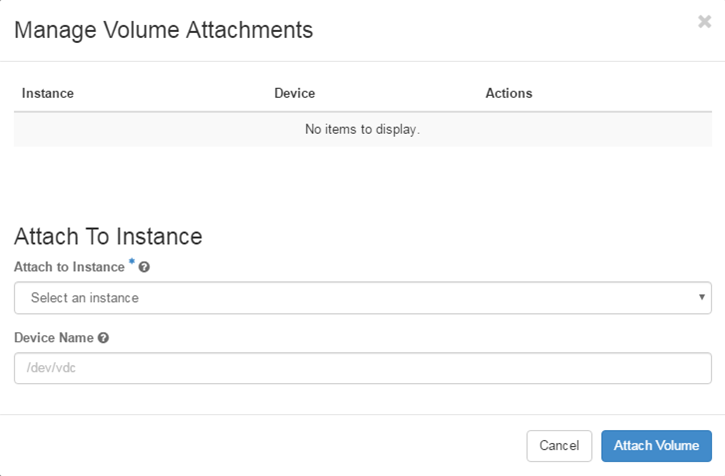 Manage Volume Attachments
×
Instance Device Actions
No items to display.
Attach To Instance
Attach to Instance *
Select an instance
Device Name
/dev/vdc
Cancel Attach Volume